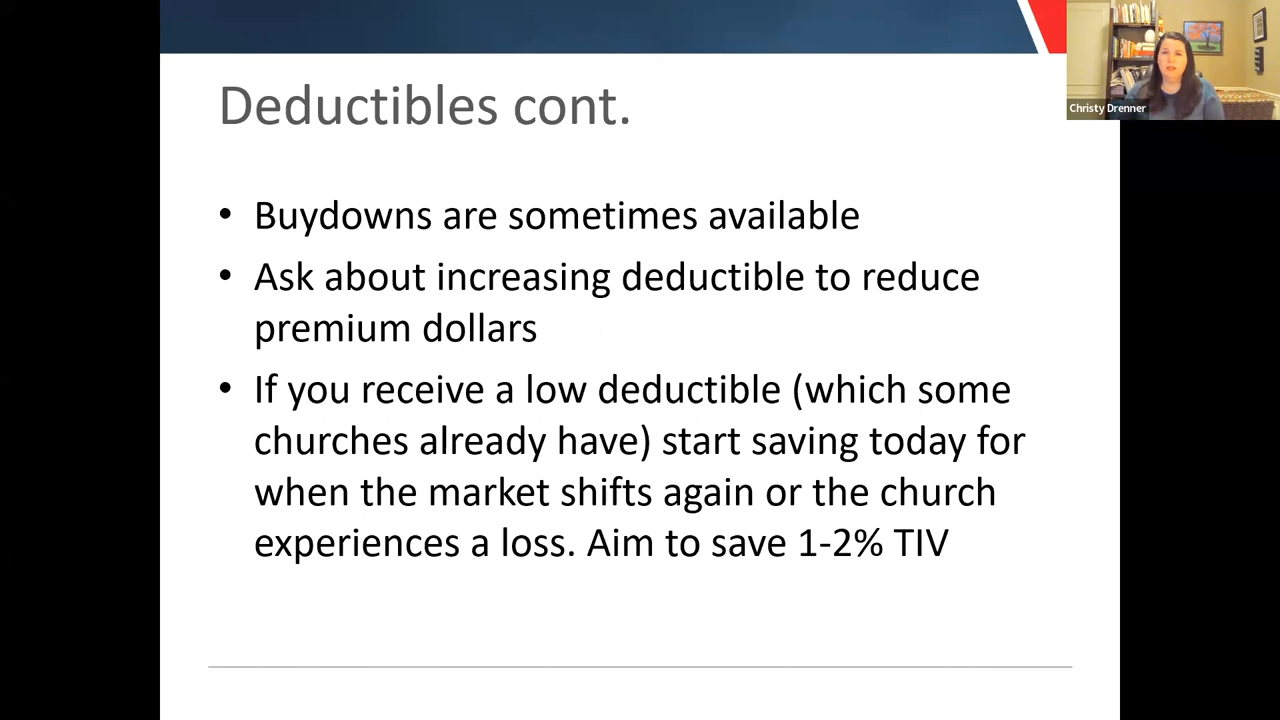 Deductibles cont.
Christy Drenner
• Buydowns are sometimes available
• Ask about increasing deductible to reduce
premium dollars
• If you receive a low deductible (which some
churches already have) start saving today for
when the market shifts again or the church
experiences a loss. Aim to save 1-2% TIV